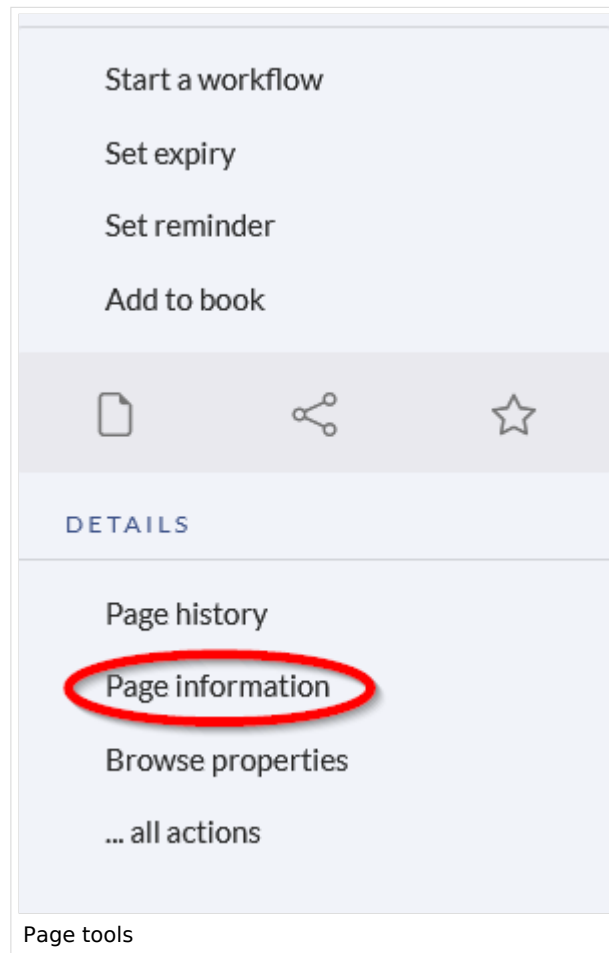 Start a workflow
Set expiry
Set reminder
Add to book
DETAILS
Page history
Page information
Browse properties
... all actions
Page tools